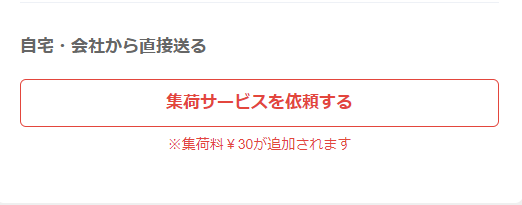 自宅・会社から直接送る
集荷サービスを依頼する
※集荷料￥30が追加されます